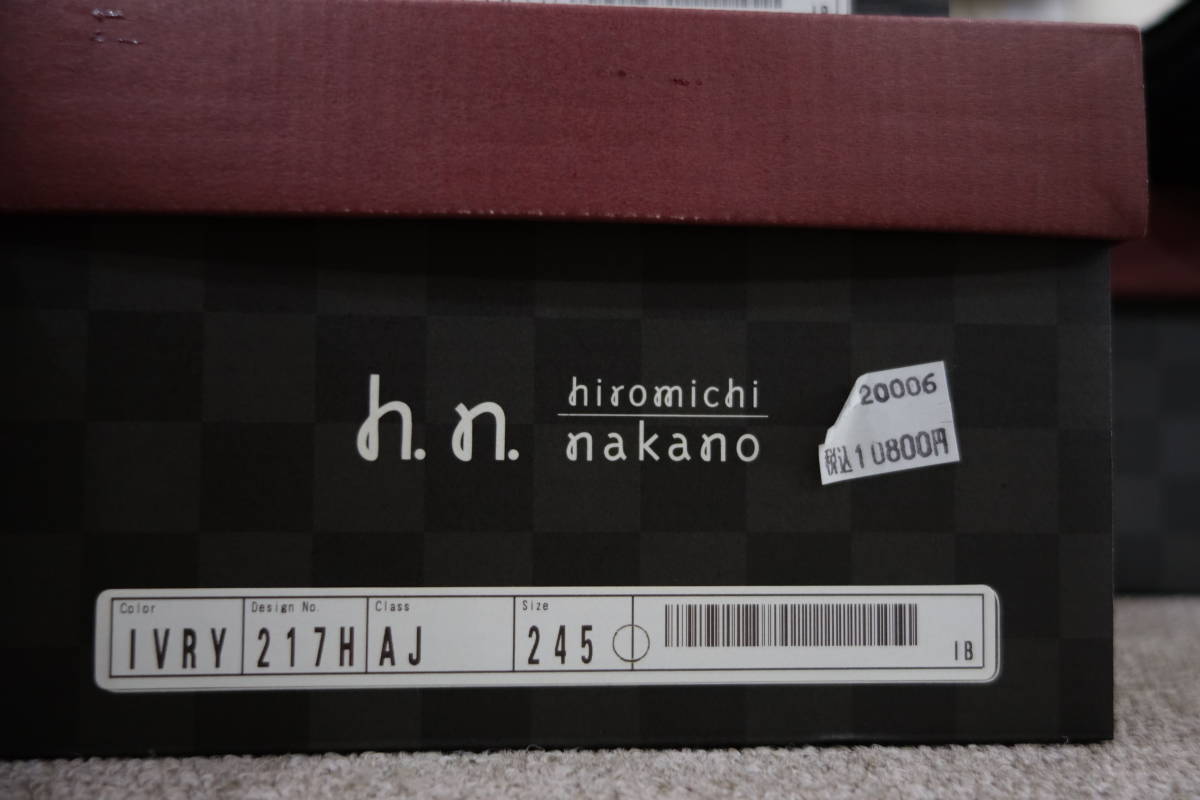 h.n.
hiromichi
nakano
20006
税込10800円
Color
IVRY
Design No.
217H
Class
AJ
Size
245
IB